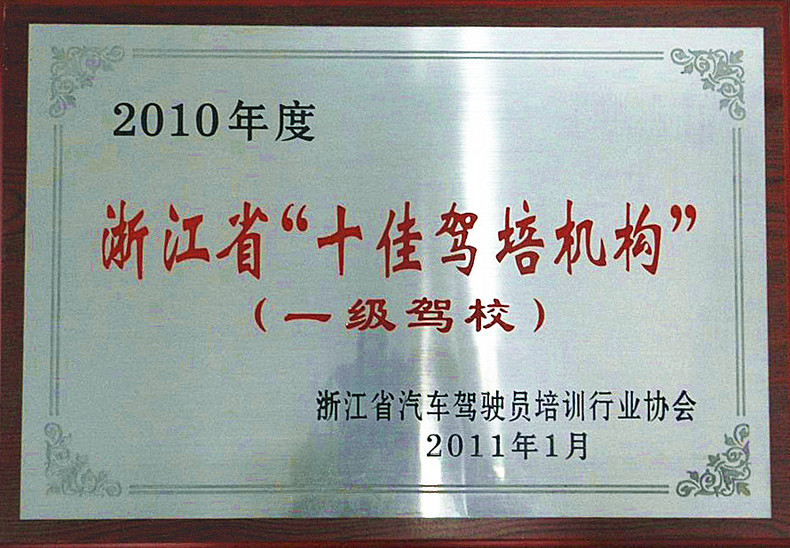 2010年度
浙江省“十佳驾培机构”
（一级驾校）
浙江省汽车驾驶员培训行业协会
2011年1月